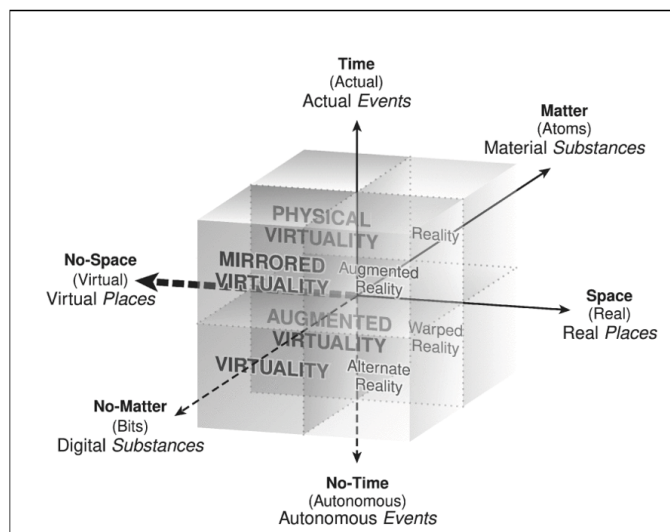 Time
(Actual)
Actual Events
Matter
(Atoms)
Material Substances
PHYSICAL
VIRTUALITY
Reality
No-Space
(Virtual)
Virtual Places
MIRRORED
VIRTUALITY
Augmented
Reality
Space
(Real)
Real Places
AUGMENTED
VIRTUALITY
Warped
Reality
VIRTUALITY
Alternate
Reality
No-Matter
(Bits)
Digital Substances
No-Time
(Autonomous)
Autonomous Events